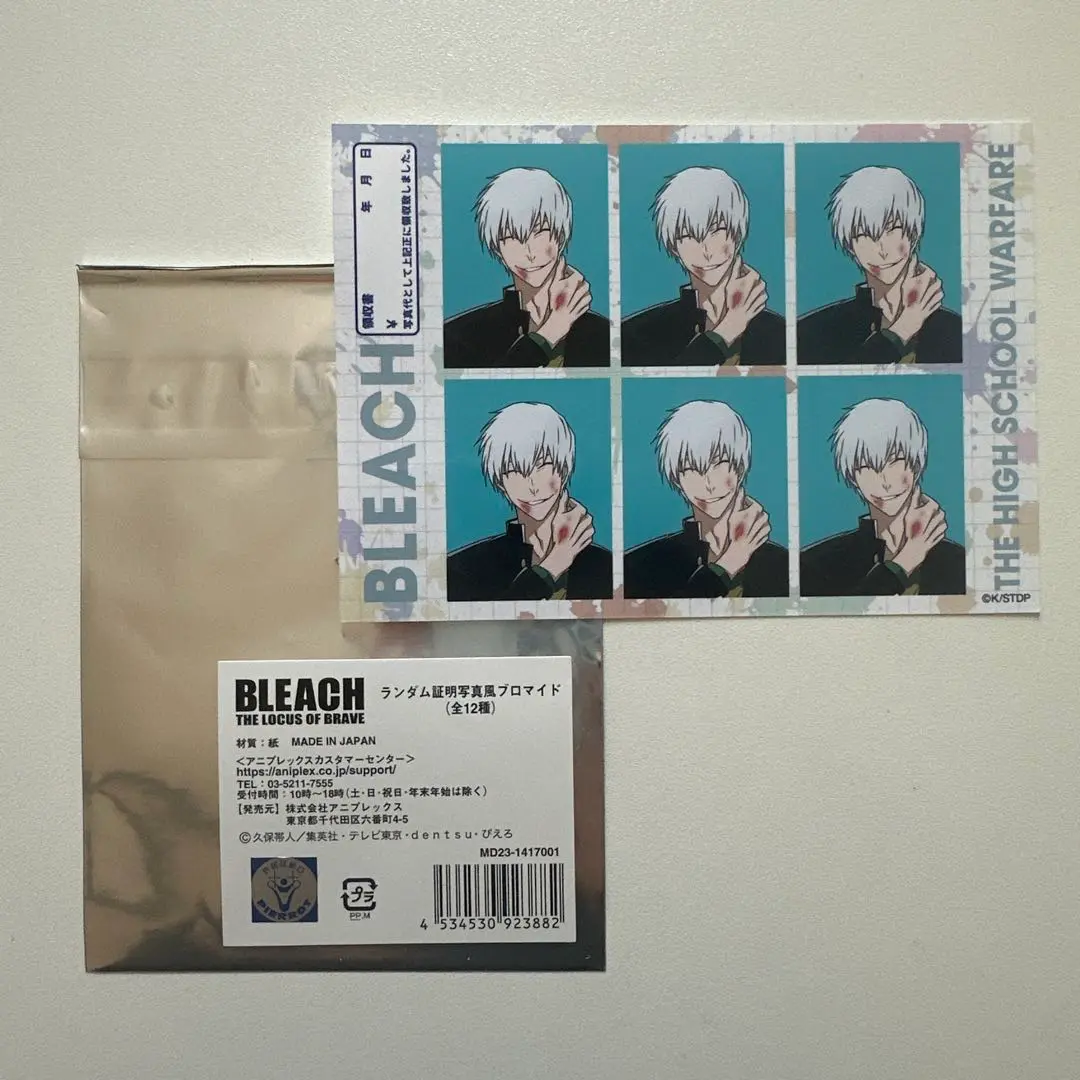 領収書
年 月 日
¥
写真代として上記正に領収致しました。
BLEACH
THE HIGH SCHOOL WARFARE
©K/STDP
BLEACH
THE LOCUS OF BRAVE
ランダム証明写真風ブロマイド
(全12種)
材質:紙 MADE IN JAPAN
<アニプレックスカスタマーセンター>
https://aniplex.co.jp/support/
TEL:03-5211-7555
受付時間:10時~18時(土・日・祝日・年末年始は除く)
【発売元】株式会社アニプレックス
東京都千代田区六番町4-5
©久保帯人/集英社・テレビ東京・dentsu・ぴえろ
MD23-1417001
PIERROT
プラ
PP,M
4 534530 923882